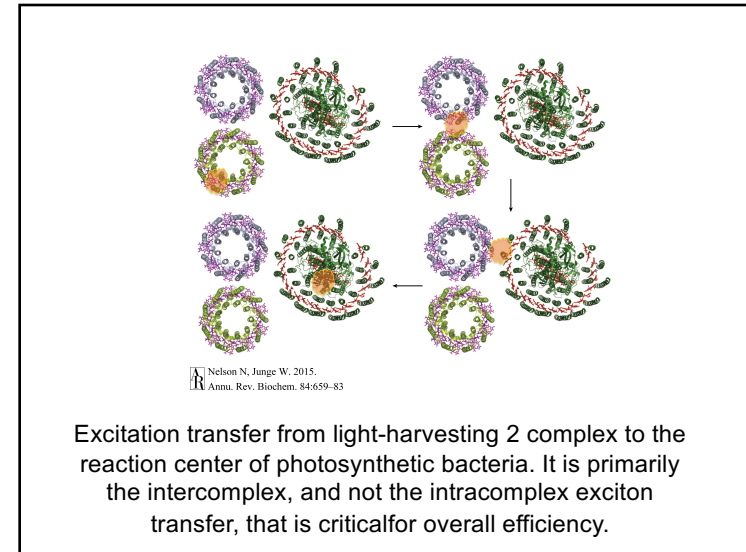 AR Nelson N, Junge W. 2015.
Annu. Rev. Biochem. 84:659–83
Excitation transfer from light-harvesting 2 complex to the
reaction center of photosynthetic bacteria. It is primarily
the intercomplex, and not the intracomplex exciton
transfer, that is criticalfor overall efficiency.